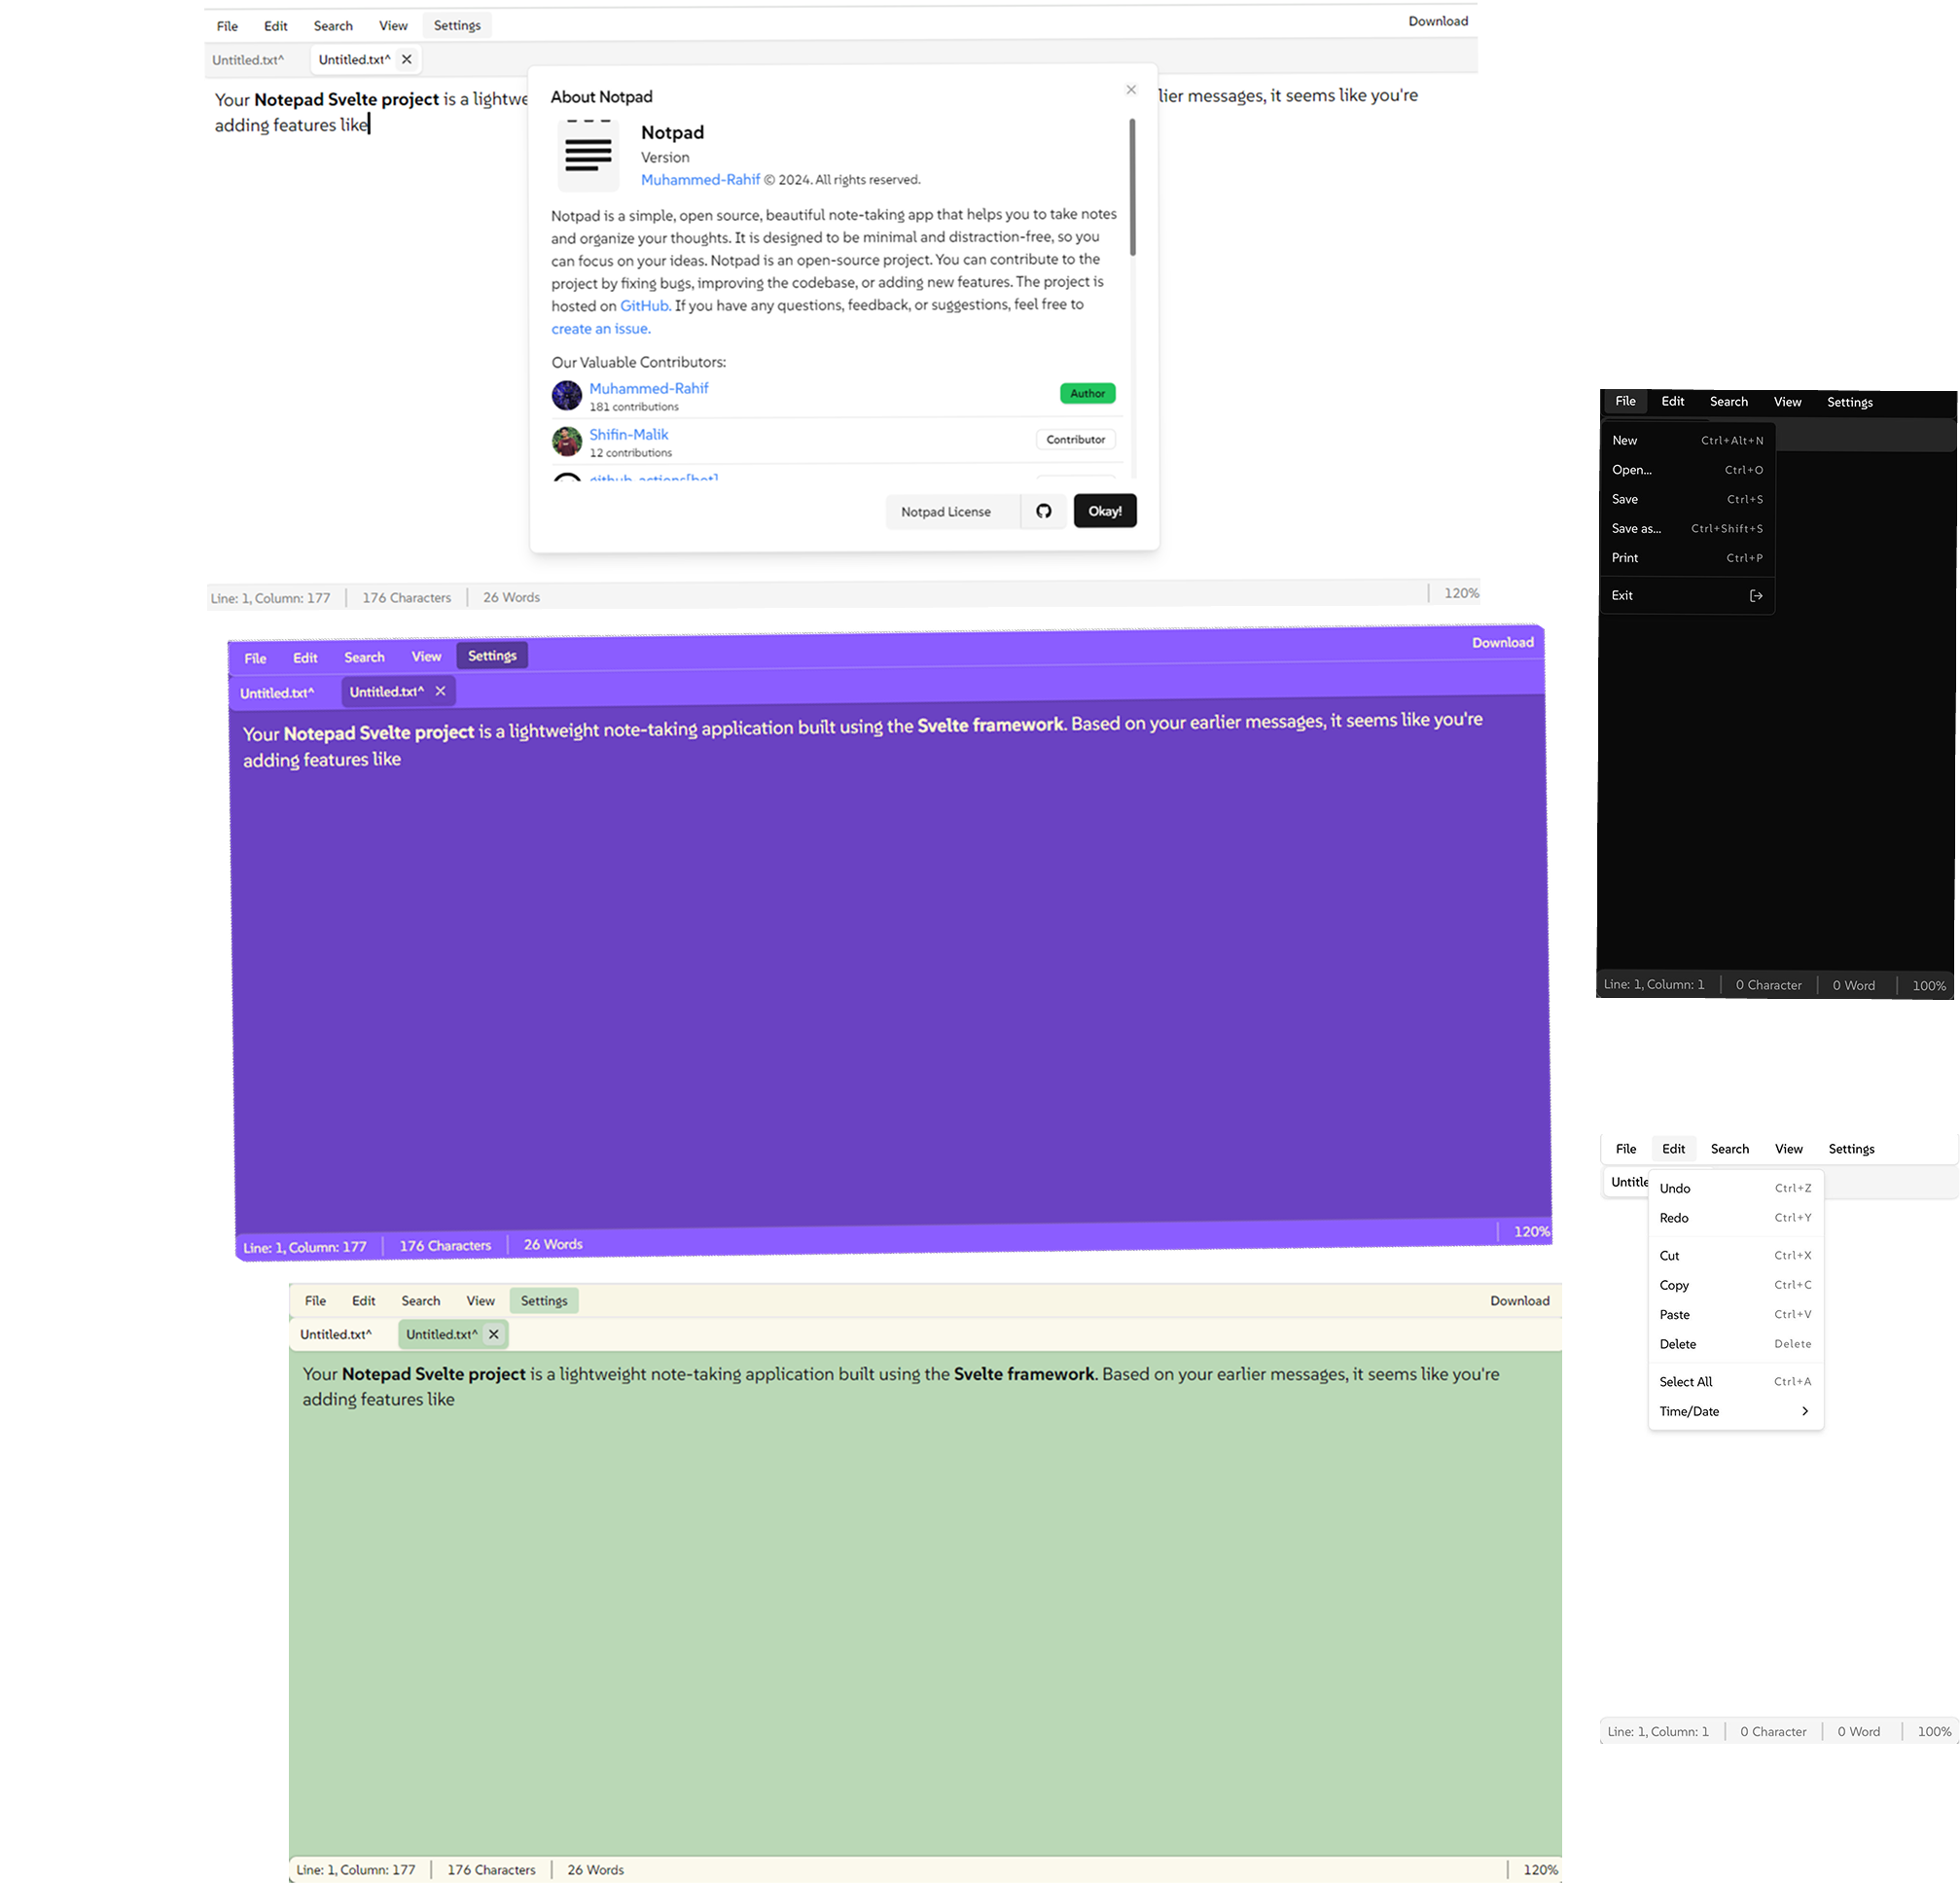 File Edit Search View Settings Download
Untitled.txt^ Untitled.txt^
Your Notepad Svelte project is a lightwe lier messages, it seems like you're
adding features like
About Notpad
Notpad
Version
Muhammed-Rahif © 2024. All rights reserved.
Notpad is a simple, open source, beautiful note-taking app that helps you to take notes
and organize your thoughts. It is designed to be minimal and distraction-free, so you
can focus on your ideas. Notpad is an open-source project. You can contribute to the
project by fixing bugs, improving the codebase, or adding new features. The project is
hosted on GitHub. If you have any questions, feedback, or suggestions, feel free to
create an issue.
Our Valuable Contributors:
Muhammed-Rahif
181 contributions
Author
Shifin-Malik
12 contributions
Contributor
github-actions[bot]
Notpad License Okay!
Line: 1, Column: 177 176 Characters 26 Words 120%
File Edit Search View Settings Download
Untitled.txt^ Untitled.txt^
Your Notepad Svelte project is a lightweight note-taking application built using the Svelte framework. Based on your earlier messages, it seems like you're
adding features like
Line: 1, Column: 177 176 Characters 26 Words 120%
File Edit Search View Settings Download
Untitled.txt^ Untitled.txt^
Your Notepad Svelte project is a lightweight note-taking application built using the Svelte framework. Based on your earlier messages, it seems like you're
adding features like
Line: 1, Column: 177 176 Characters 26 Words 120%
File Edit Search View Settings
New Ctrl+Alt+N
Open... Ctrl+O
Save Ctrl+S
Save as... Ctrl+Shift+S
Print Ctrl+P
Exit
Line: 1, Column: 1 0 Character 0 Word 100%
File Edit Search View Settings
Untitle
Undo Ctrl+Z
Redo Ctrl+Y
Cut Ctrl+X
Copy Ctrl+C
Paste Ctrl+V
Delete Delete
Select All Ctrl+A
Time/Date
Line: 1, Column: 1 0 Character 0 Word 100%